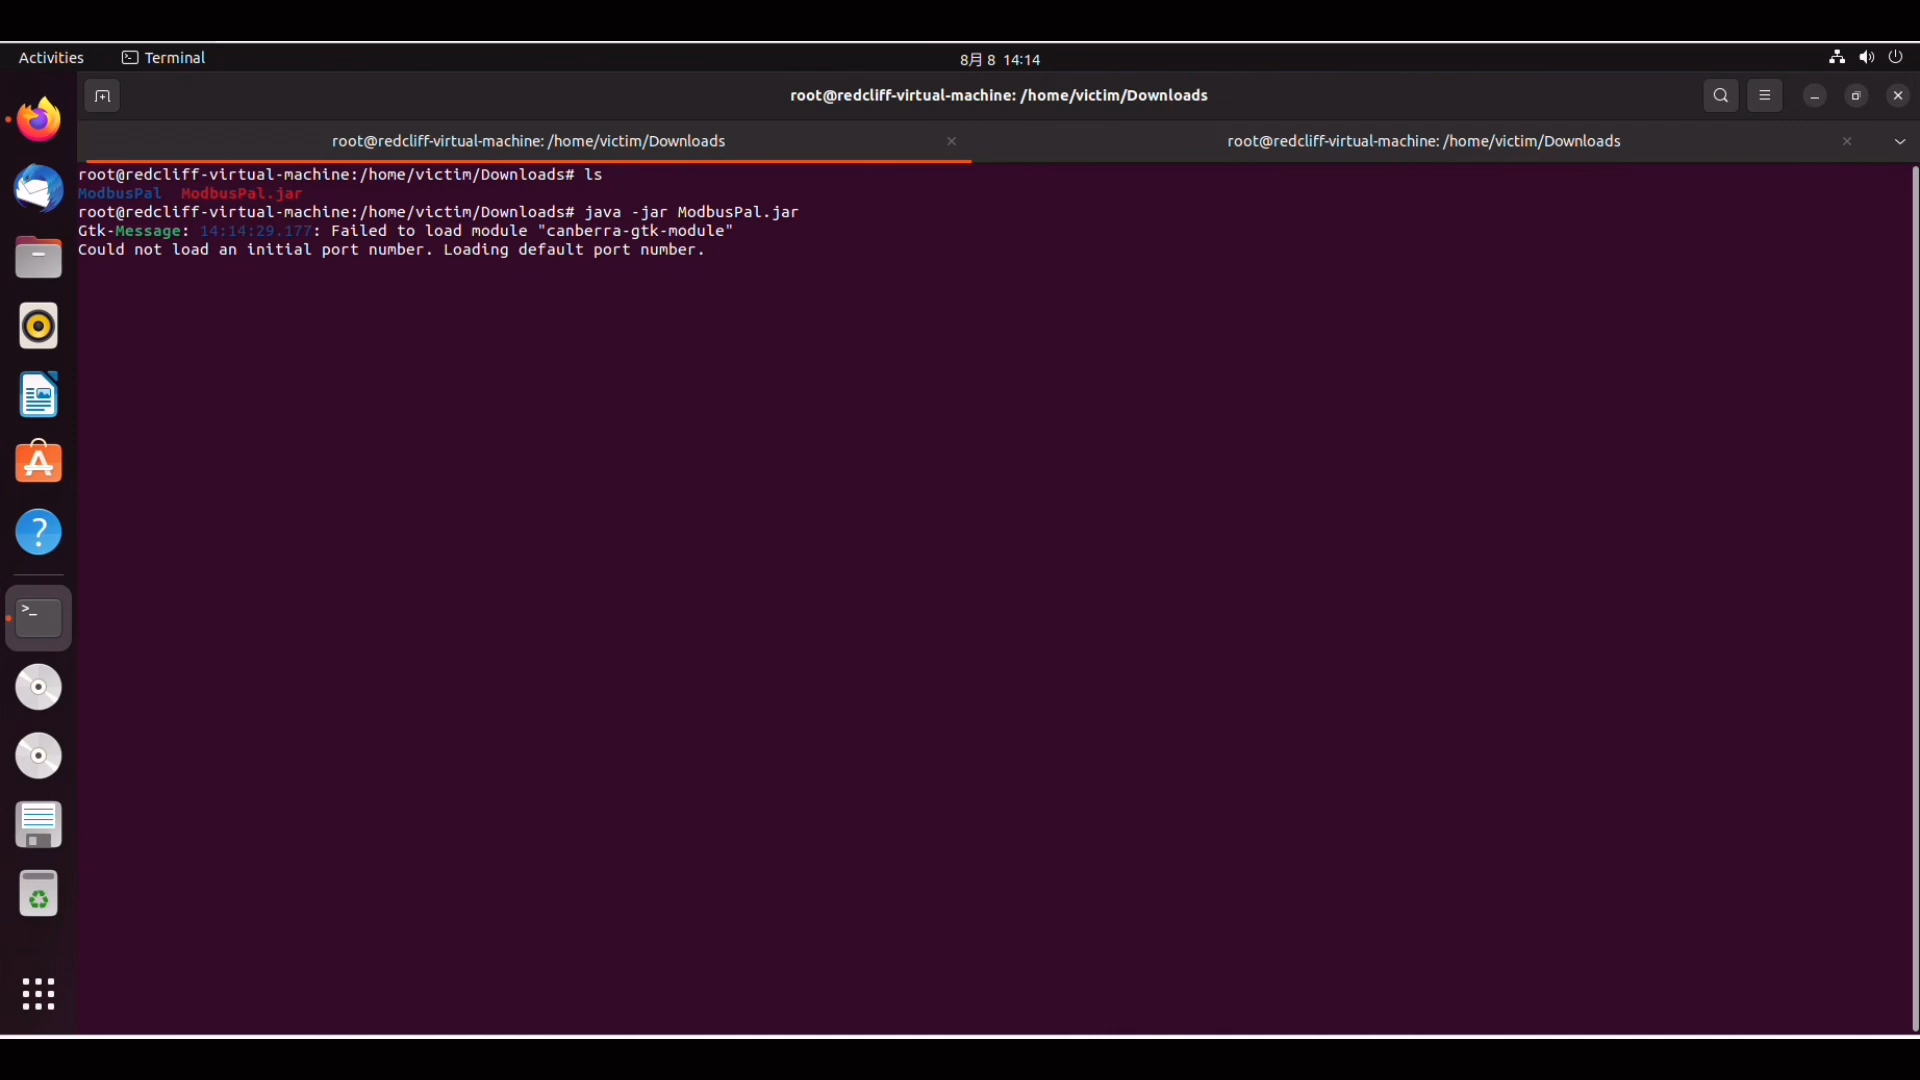 Activities Terminal 8月 8 14:14
root@redcliff-virtual-machine: /home/victim/Downloads
root@redcliff-virtual-machine: /home/victim/Downloads root@redcliff-virtual-machine: /home/victim/Downloads
root@redcliff-virtual-machine:/home/victim/Downloads# ls
ModbusPal ModbusPal.jar
root@redcliff-virtual-machine:/home/victim/Downloads# java -jar ModbusPal.jar
Gtk-Message: 14:14:29.177: Failed to load module "canberra-gtk-module"
Could not load an initial port number. Loading default port number.